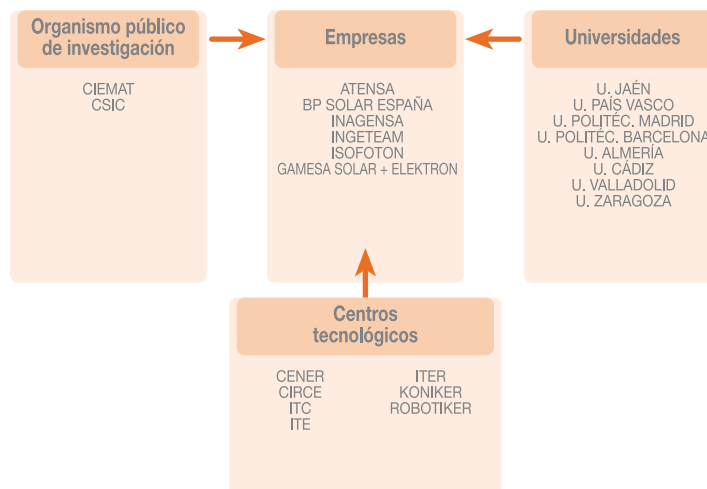 Organismo público
de investigación
CIEMAT
CSIC
Empresas
ATENSA
BP SOLAR ESPAÑA
INAGENSA
INGETEAM
ISOFOTON
GAMESA SOLAR + ELEKTRON
Universidades
U. JAÉN
U. PAÍS VASCO
U. POLITÉC. MADRID
U. POLITÉC. BARCELONA
U. ALMERÍA
U. CÁDIZ
U. VALLADOLID
U. ZARAGOZA
Centros
tecnológicos
CENER
CIRCE
ITC
ITE
ITER
KONIKER
ROBOTIKER